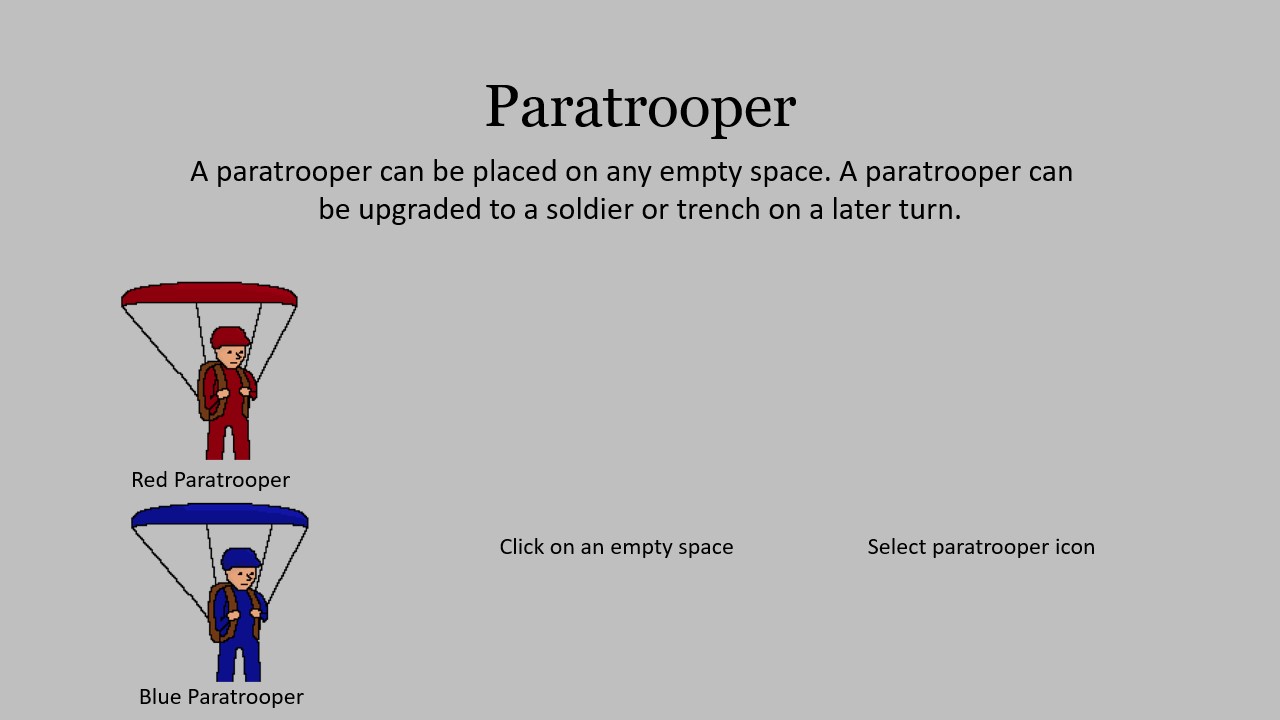 Paratrooper
A paratrooper can be placed on any empty space. A paratrooper can
be upgraded to a soldier or trench on a later turn.
Red Paratrooper
Click on an empty space
Select paratrooper icon
Blue Paratrooper